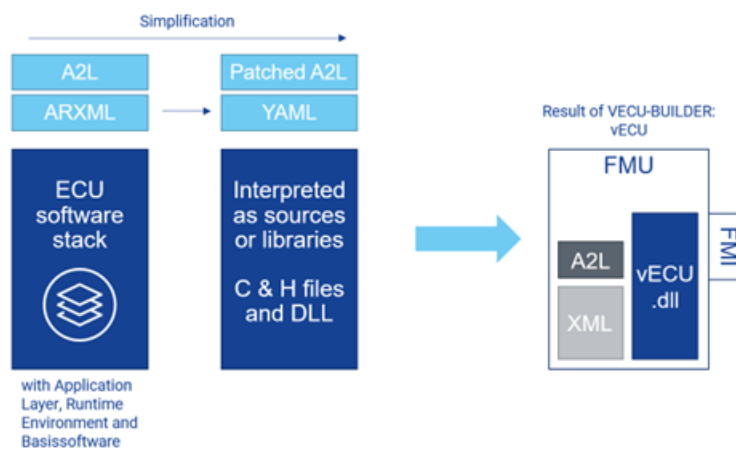 Simplification
A2L
ARXML
Patched A2L
YAML
ECU
software
stack
with Application
Layer, Runtime
Environment and
Basissoftware
Interpreted
as sources
or libraries
C & H files
and DLL
Result of VECU-BUILDER:
vECU
FMU
A2L
XML
vECU
.dll
FMI